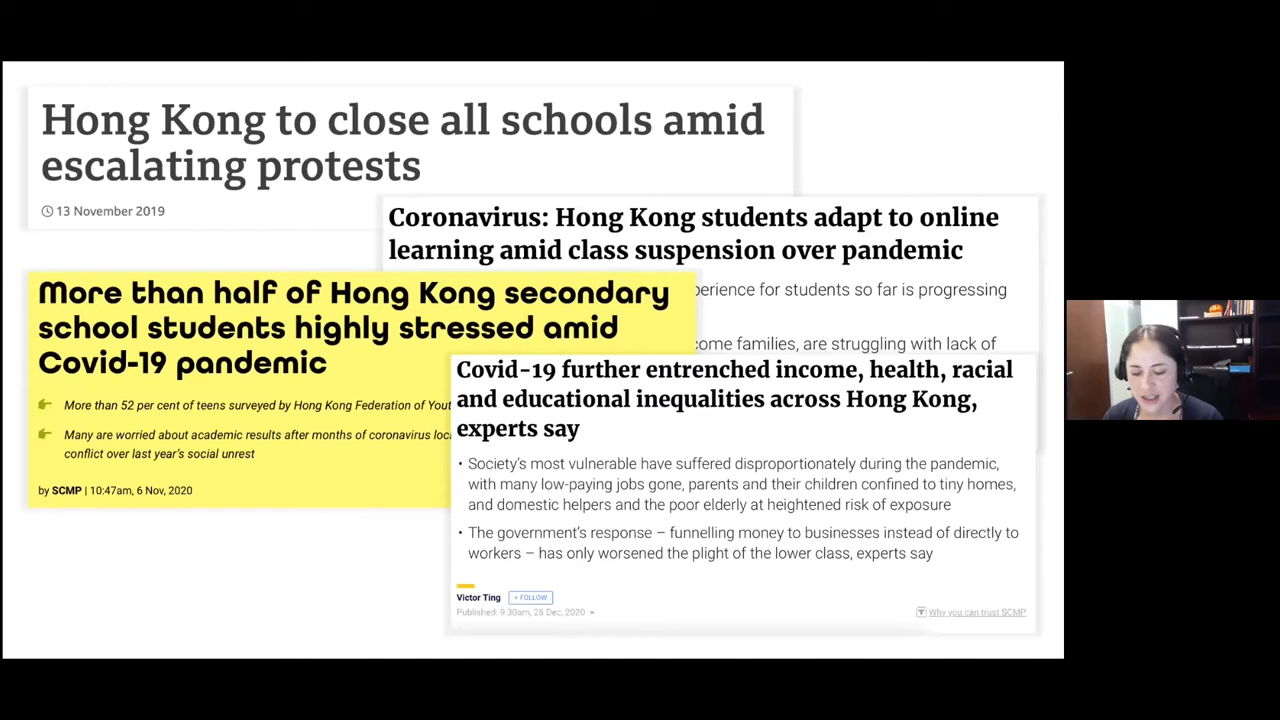 Hong Kong to close all schools amid
escalating protests
13 November 2019
Coronavirus: Hong Kong students adapt to online
learning amid class suspension over pandemic
perience for students so far is progressing
come families, are struggling with lack of
More than half of Hong Kong secondary
school students highly stressed amid
Covid-19 pandemic
More than 52 per cent of teens surveyed by Hong Kong Federation of Yout
Many are worried about academic results after months of coronavirus loc
conflict over last year's social unrest
by SCMP | 10:47am, 6 Nov, 2020
Covid-19 further entrenched income, health, racial
and educational inequalities across Hong Kong,
experts say
• Society's most vulnerable have suffered disproportionately during the pandemic,
with many low-paying jobs gone, parents and their children confined to tiny homes,
and domestic helpers and the poor elderly at heightened risk of exposure
• The government's response – funnelling money to businesses instead of directly to
workers – has only worsened the plight of the lower class, experts say
Victor Ting + FOLLOW
Published: 9:30am, 28 Dec, 2020
Why you can trust SCMP